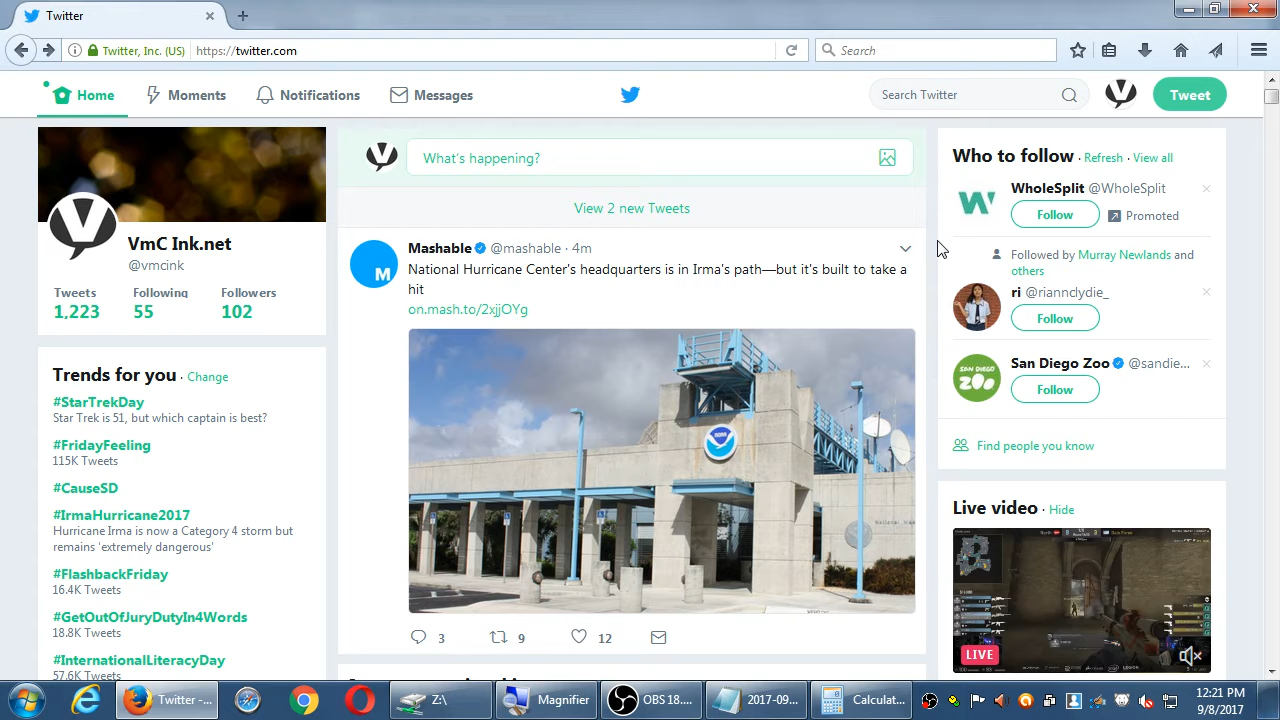 Twitter
Twitter, Inc. (US)
https://twitter.com
Search
Home
Moments
Notifications
Messages
Search Twitter
Tweet
VmC Ink.net
@vmcink
Tweets Following Followers
1,223 55 102
Trends for you · Change
#StarTrekDay
Star Trek is 51, but which captain is best?
#FridayFeeling
115K Tweets
#CauseSD
#IrmaHurricane2017
Hurricane Irma is now a Category 4 storm but
remains 'extremely dangerous'
#FlashbackFriday
16.4K Tweets
#GetOutOfJuryDutyIn4Words
18.8K Tweets
#InternationalLiteracyDay
57.6K Tweets
What's happening?
View 2 new Tweets
Mashable @mashable · 4m
National Hurricane Center's headquarters is in Irma's path—but it's built to take a
hit
on.mash.to/2xjjOYg
M
NOAA
3 9 12
Who to follow · Refresh · View all
WholeSplit @WholeSplit
Follow
Promoted
Followed by Murray Newlands and
others
ri @riannclydie_
Follow
SAN DIEGO
ZOO
San Diego Zoo @sandie...
Follow
Find people you know
Live video · Hide
LIVE
Twitter -...
Z:\
Magnifier
OBS 18....
2017-09...
Calculat...
12:21 PM
9/8/2017